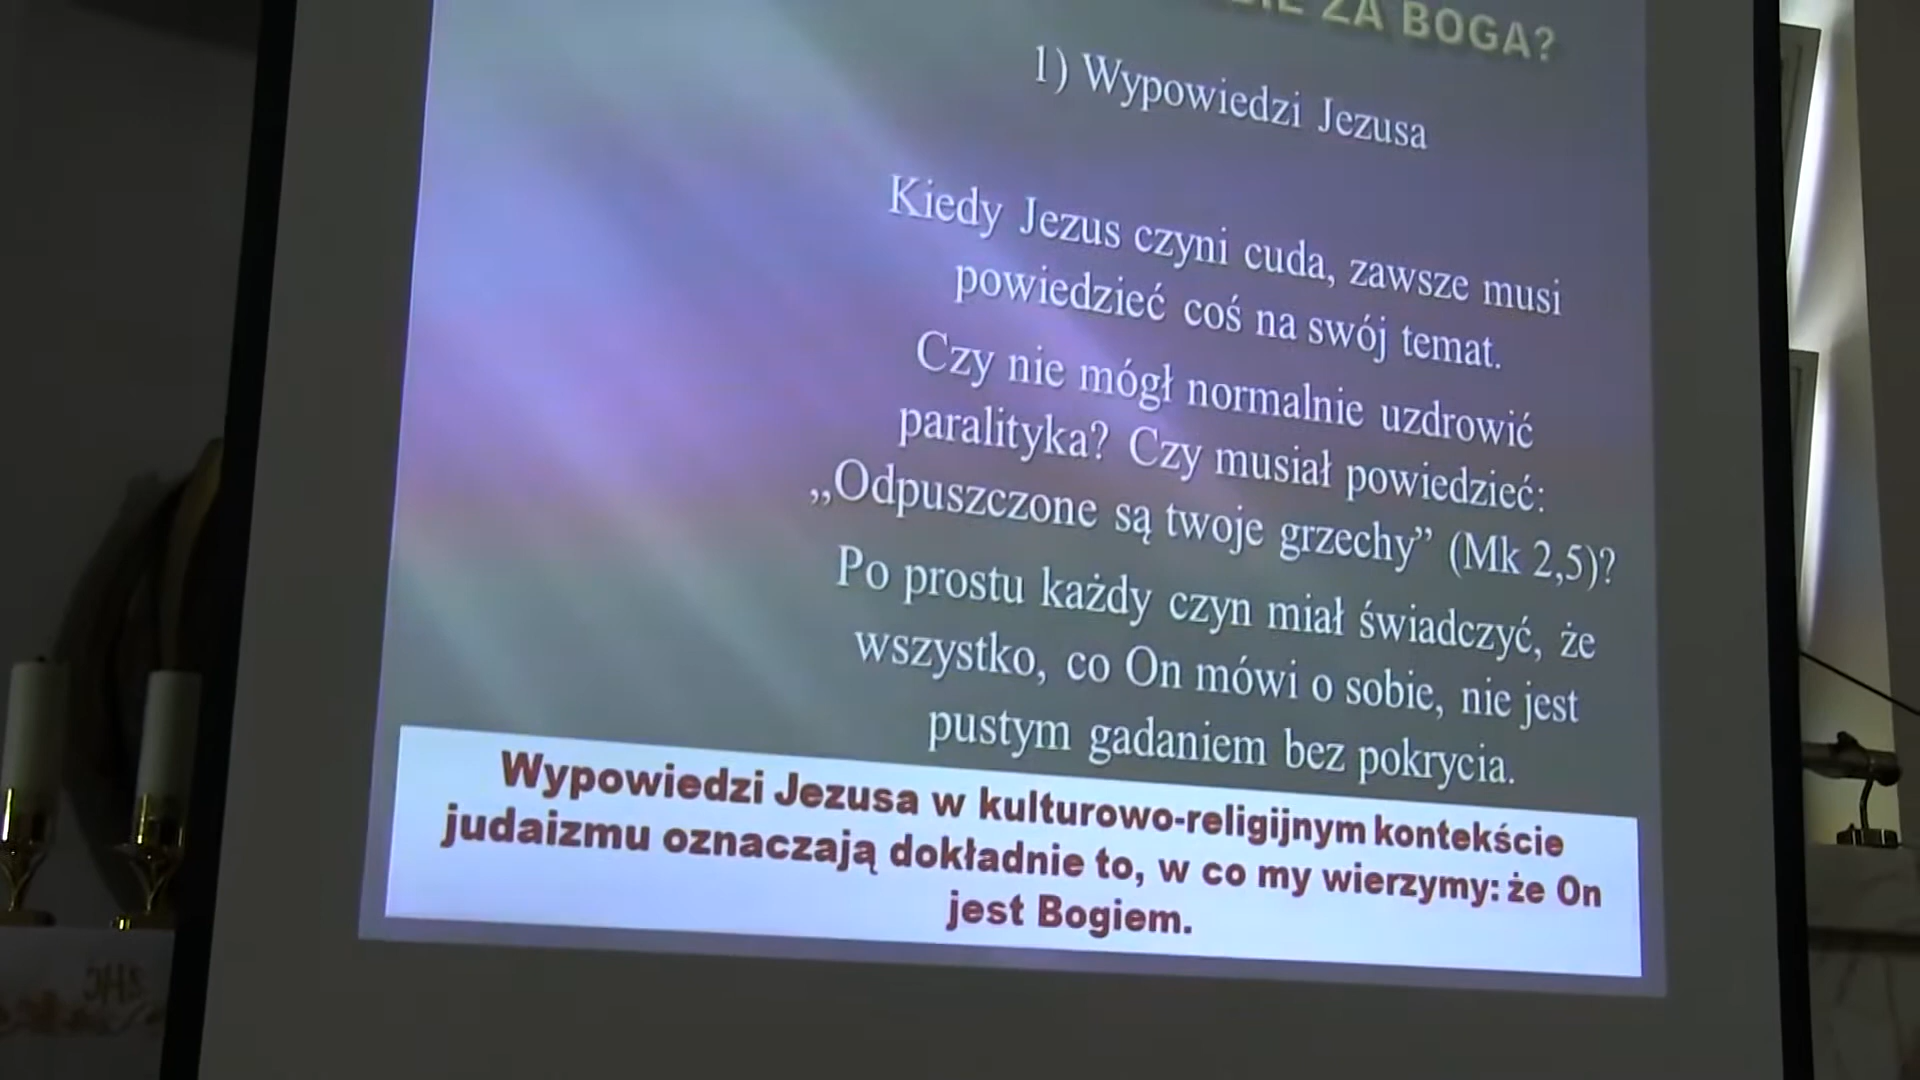 ZA BOGA?
1) Wypowiedzi Jezusa
Kiedy Jezus czyni cuda, zawsze musi
powiedzieć coś na swój temat.
Czy nie mógł normalnie uzdrowić
paralityka? Czy musiał powiedzieć:
„Odpuszczone są twoje grzechy” (Mk 2,5)?
Po prostu każdy czyn miał świadczyć, że
wszystko, co On mówi o sobie, nie jest
pustym gadaniem bez pokrycia.
Wypowiedzi Jezusa w kulturowo-religijnym kontekście
judaizmu oznaczają dokładnie to, w co my wierzymy: że On
jest Bogiem.